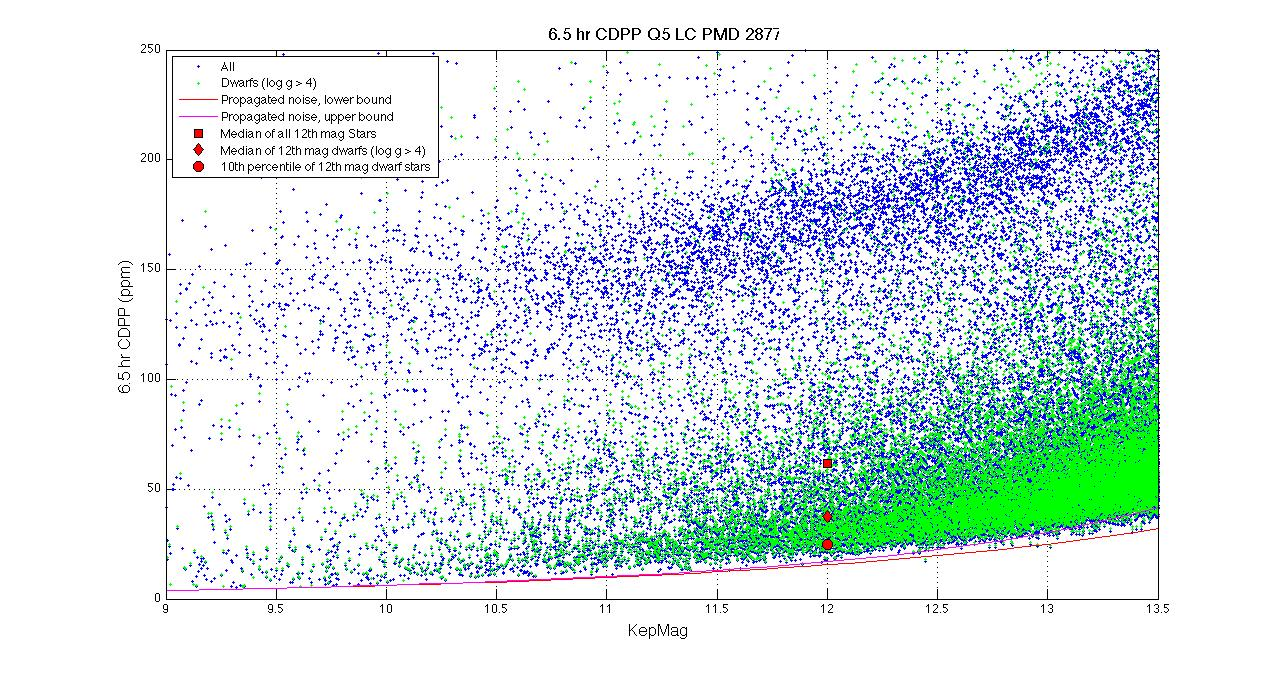 6.5 hr CDPP Q5 LC PMD 2877
All
Dwarfs (log g > 4)
Propagated noise, lower bound
Propagated noise, upper bound
Median of all 12th mag Stars
Median of 12th mag dwarfs (log g > 4)
10th percentile of 12th mag dwarf stars
250
200
150
100
50
0
6.5 hr CDPP (ppm)
9
9.5
10
10.5
11
11.5
12
12.5
13
13.5
KepMag